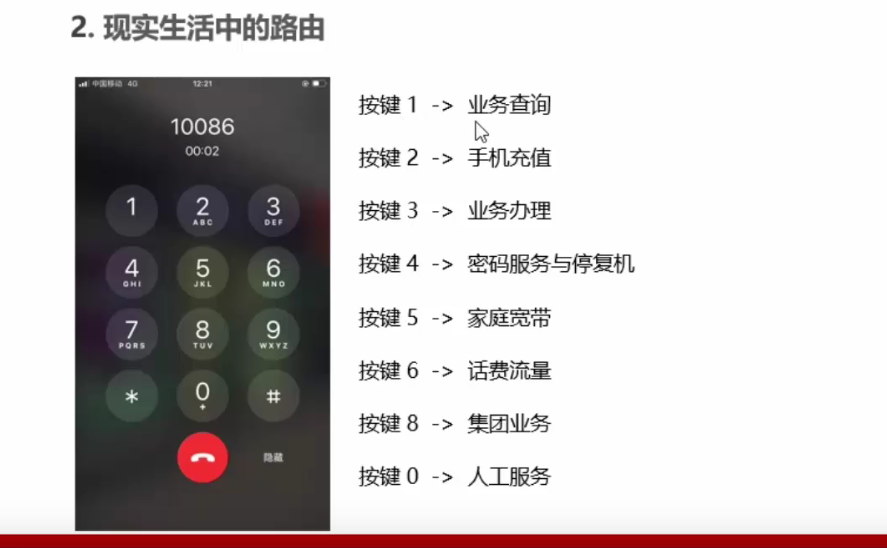 2. 现实生活中的路由
中国移动 4G 12:21
10086
00:02
1
2 ABC
3 DEF
4 GHI
5 JKL
6 MNO
7 PQRS
8 TUV
9 WXYZ
*
0 +
#
隐藏
按键 1 -> 业务查询
按键 2 -> 手机充值
按键 3 -> 业务办理
按键 4 -> 密码服务与停复机
按键 5 -> 家庭宽带
按键 6 -> 话费流量
按键 8 -> 集团业务
按键 0 -> 人工服务